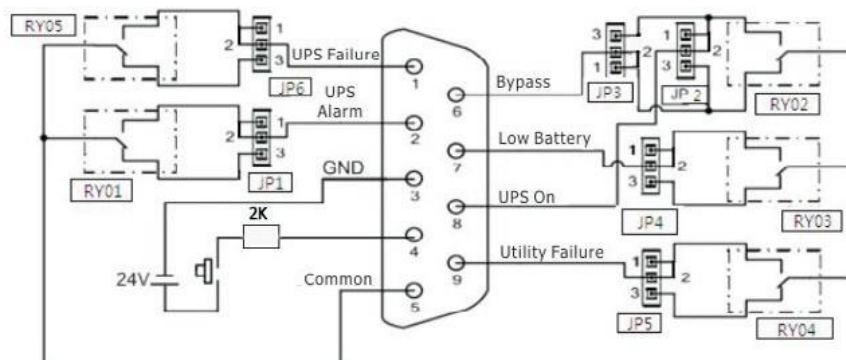 RY05
1
2
3
UPS Failure
JP6
1
UPS
Alarm
1
2
3
2
RY01
JP1
GND
3
2K
4
24V
Common
5
3
2
1
JP3
1
2
3
JP 2
RY02
Bypass
6
Low Battery
7
1
2
3
JP4
RY03
UPS On
8
Utility Failure
9
1
2
3
JP5
RY04